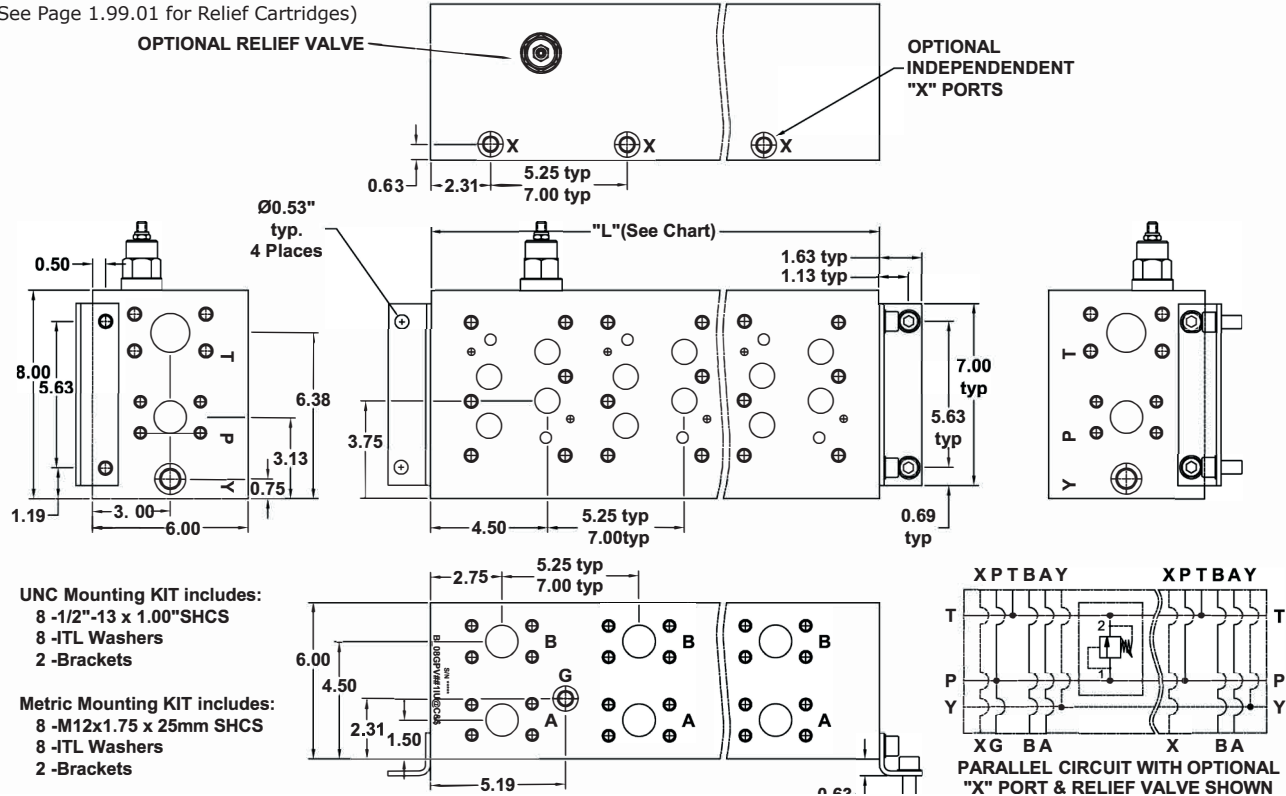 See Page 1.99.01 for Relief Cartridges)
OPTIONAL RELIEF VALVE
OPTIONAL
INDEPENDENDENT
"X" PORTS
X
X
X
0.63
2.31
5.25 typ
7.00 typ
Ø0.53"
typ.
4 Places
"L"(See Chart)
1.63 typ
1.13 typ
0.50
8.00
5.63
1.19
3. 00
6.00
T
P
Y
6.38
3.13
0.75
3.75
4.50
5.25 typ
7.00typ
7.00
typ
5.63
typ
0.69
typ
T
P
Y
UNC Mounting KIT includes:
8 -1/2"-13 x 1.00"SHCS
8 -ITL Washers
2 -Brackets
Metric Mounting KIT includes:
8 -M12x1.75 x 25mm SHCS
8 -ITL Washers
2 -Brackets
2.75
5.25 typ
7.00 typ
6.00
4.50
2.31
1.50
5.19
S/N
B
B
B
G
A
A
A
0.63
X P T B A Y
X P T B A Y
T
T
2
1
P
P
Y
Y
X G B A
X B A
PARALLEL CIRCUIT WITH OPTIONAL
"X" PORT & RELIEF VALVE SHOWN